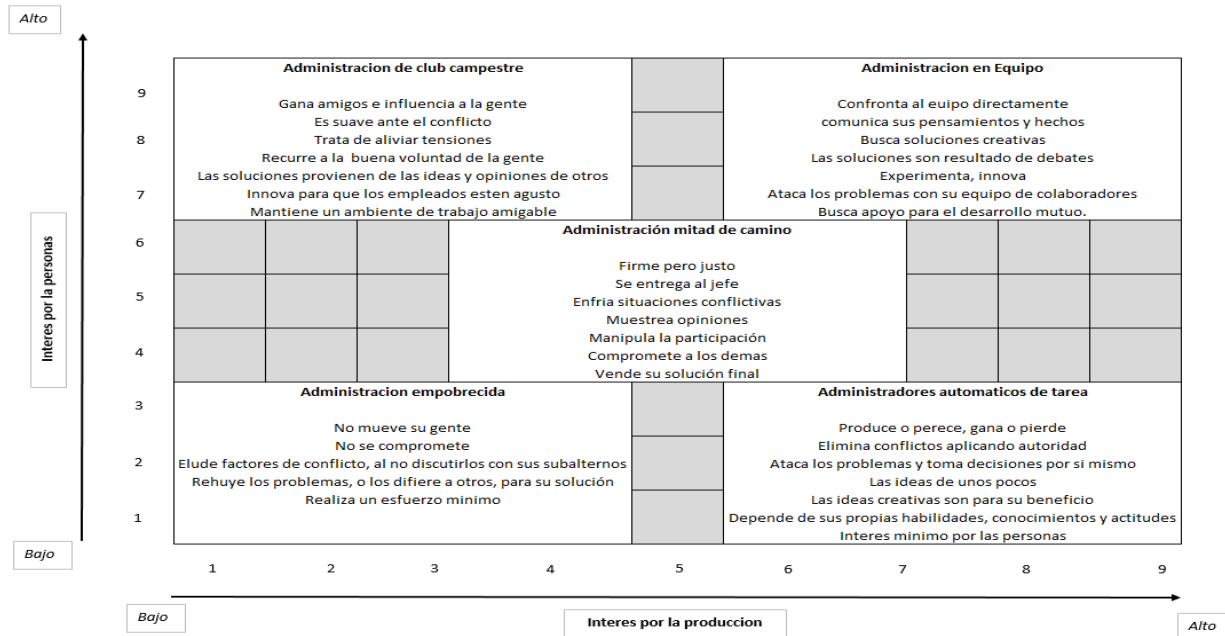 Alto
Administracion de club campestre
Gana amigos e influencia a la gente
Es suave ante el conflicto
Trata de aliviar tensiones
Recurre a la buena voluntad de la gente
Las soluciones provienen de las ideas y opiniones de otros
Innova para que los empleados esten agusto
Mantiene un ambiente de trabajo amigable
Administracion en Equipo
Confronta al euipo directamente
comunica sus pensamientos y hechos
Busca soluciones creativas
Las soluciones son resultado de debates
Experimenta, innova
Ataca los problemas con su equipo de colaboradores
Busca apoyo para el desarrollo mutuo.
Administración mitad de camino
Firme pero justo
Se entrega al jefe
Enfria situaciones conflictivas
Muestrea opiniones
Manipula la participación
Compromete a los demas
Vende su solución final
Administracion empobrecida
No mueve su gente
No se compromete
Elude factores de conflicto, al no discutirlos con sus subalternos
Rehuye los problemas, o los difiere a otros, para su solución
Realiza un esfuerzo minimo
Administradores automaticos de tarea
Produce o perece, gana o pierde
Elimina conflictos aplicando autoridad
Ataca los problemas y toma decisiones por si mismo
Las ideas de unos pocos
Las ideas creativas son para su beneficio
Depende de sus propias habilidades, conocimientos y actitudes
Interes minimo por las personas
9
8
7
6
5
4
3
2
1
Interes por la personas
Bajo
1 2 3 4 5 6 7 8 9
Bajo
Interes por la produccion
Alto